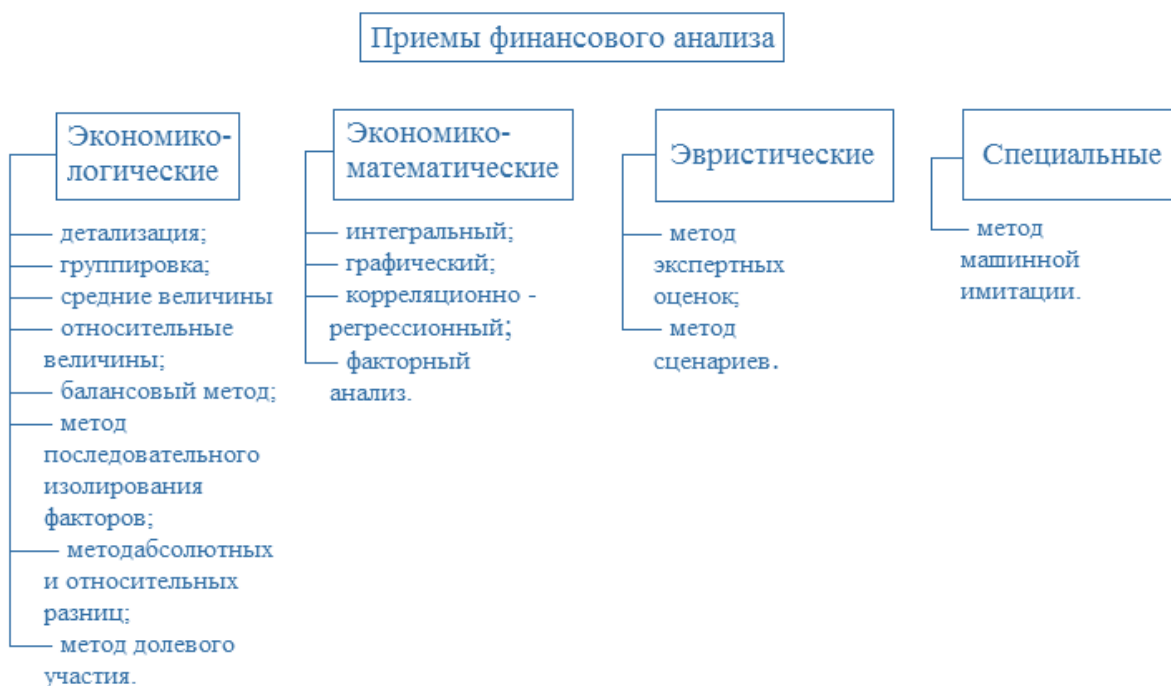 Приемы финансового анализа
Экономико-
логические
детализация;
группировка;
средние величины
относительные
величины;
балансовый метод;
метод
последовательного
изолирования
факторов;
методабсолютных
и относительных
разниц;
метод долевого
участия.
Экономико-
математические
интегральный;
графический;
корреляционно -
регрессионный;
факторный
анализ.
Эвристические
метод
экспертных
оценок;
метод
сценариев.
Специальные
метод
машинной
имитации.